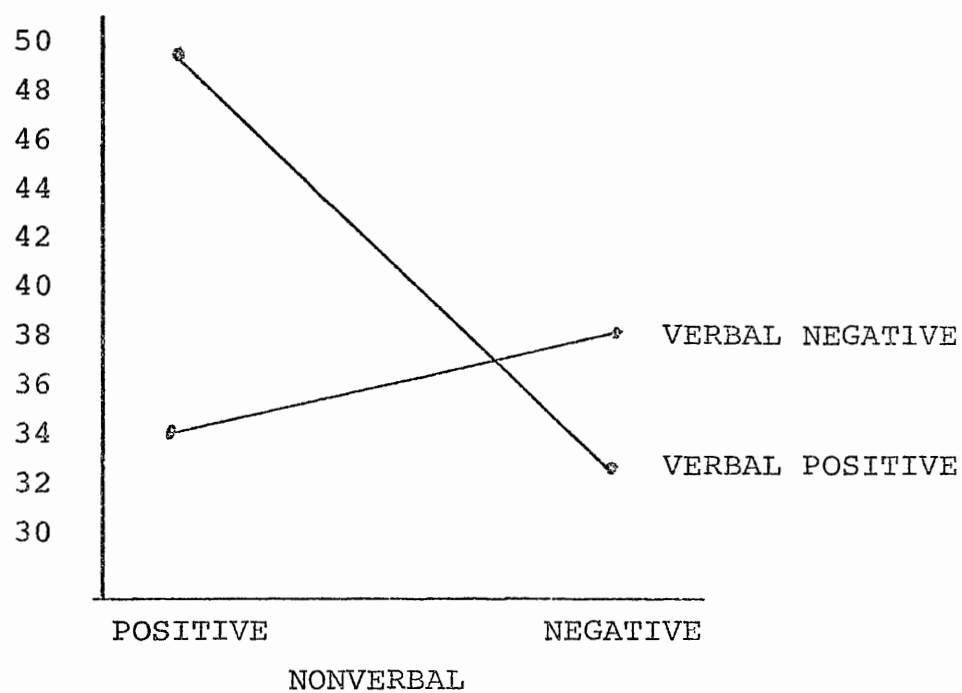 50
48
46
44
42
40
38
VERBAL NEGATIVE
36
34
VERBAL POSITIVE
32
30
POSITIVE
NEGATIVE
NONVERBAL